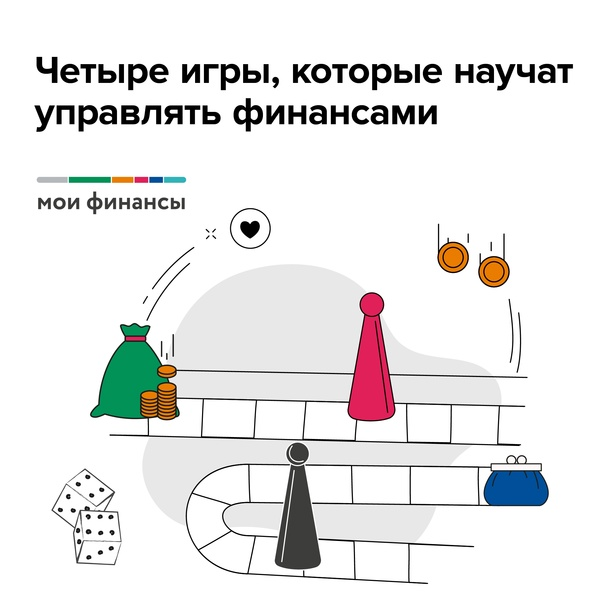 Четыре игры, которые научат
управлять финансами
мои финансы